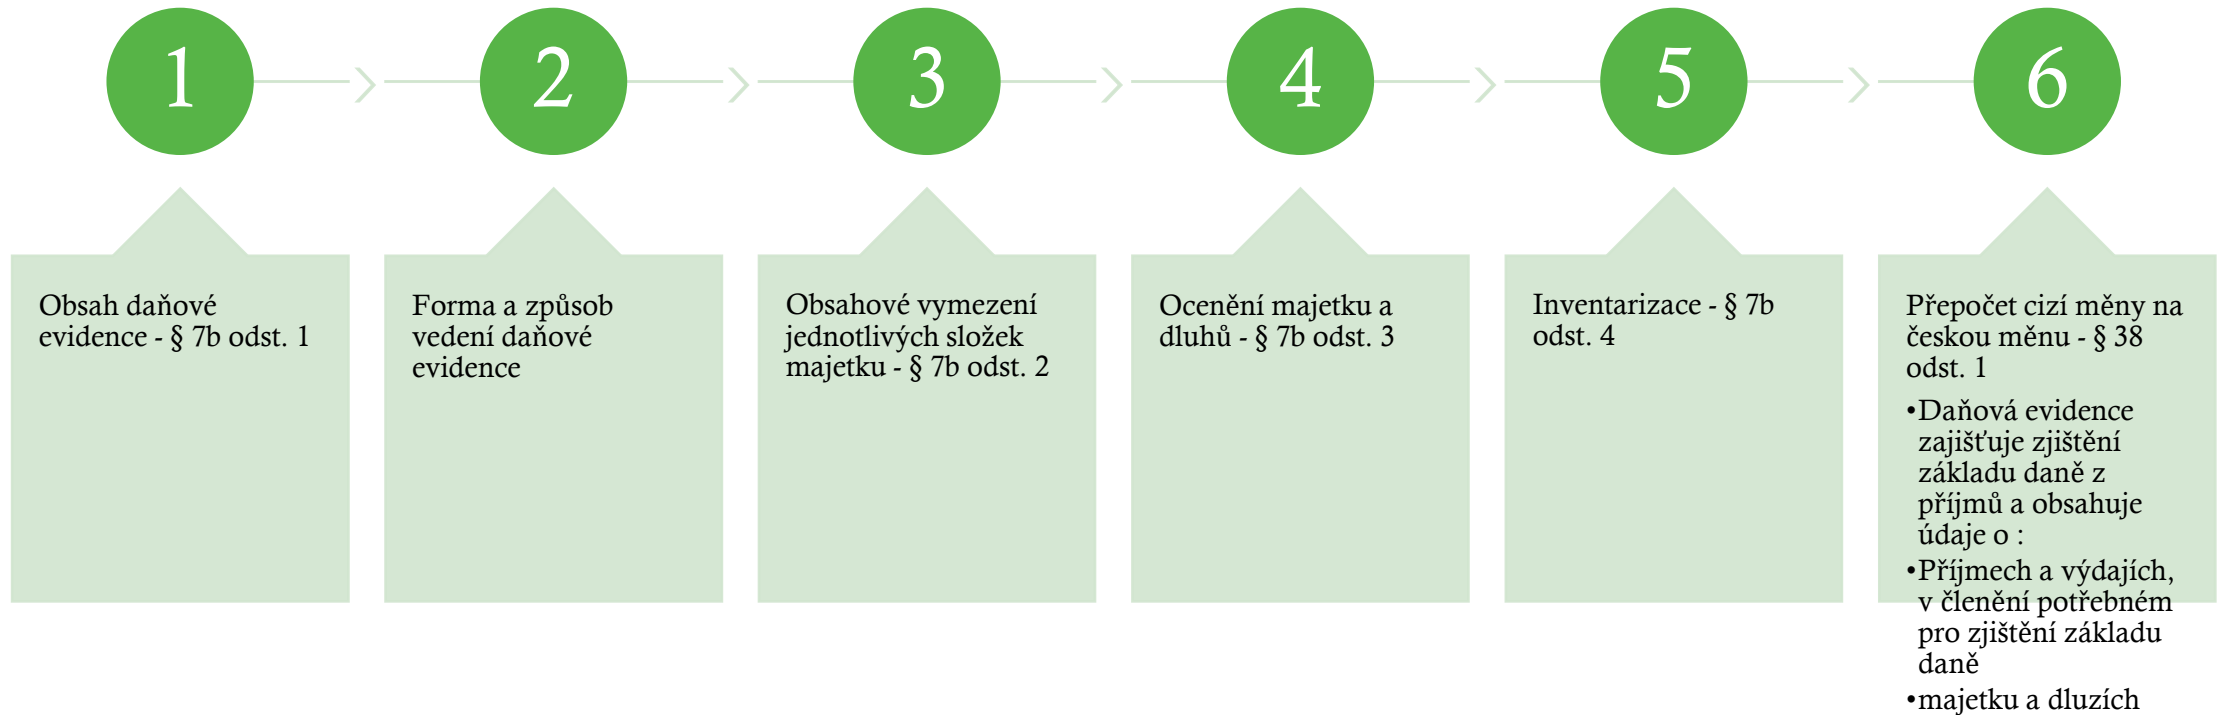 1
2
3
4
5
6
Obsah daňové
evidence - § 7b odst. 1
Forma a způsob
vedení daňové
evidence
Obsahové vymezení
jednotlivých složek
majetku - § 7b odst. 2
Ocenění majetku a
dluhů - § 7b odst. 3
Inventarizace - § 7b
odst. 4
Přepočet cizí měny na
českou měnu - § 38
odst. 1
•Daňová evidence
zajišťuje zjištění
základu daně z
příjmů a obsahuje
údaje o :
•Příjmech a výdajích,
v členění potřebném
pro zjištění základu
daně
•majetku a dluzích